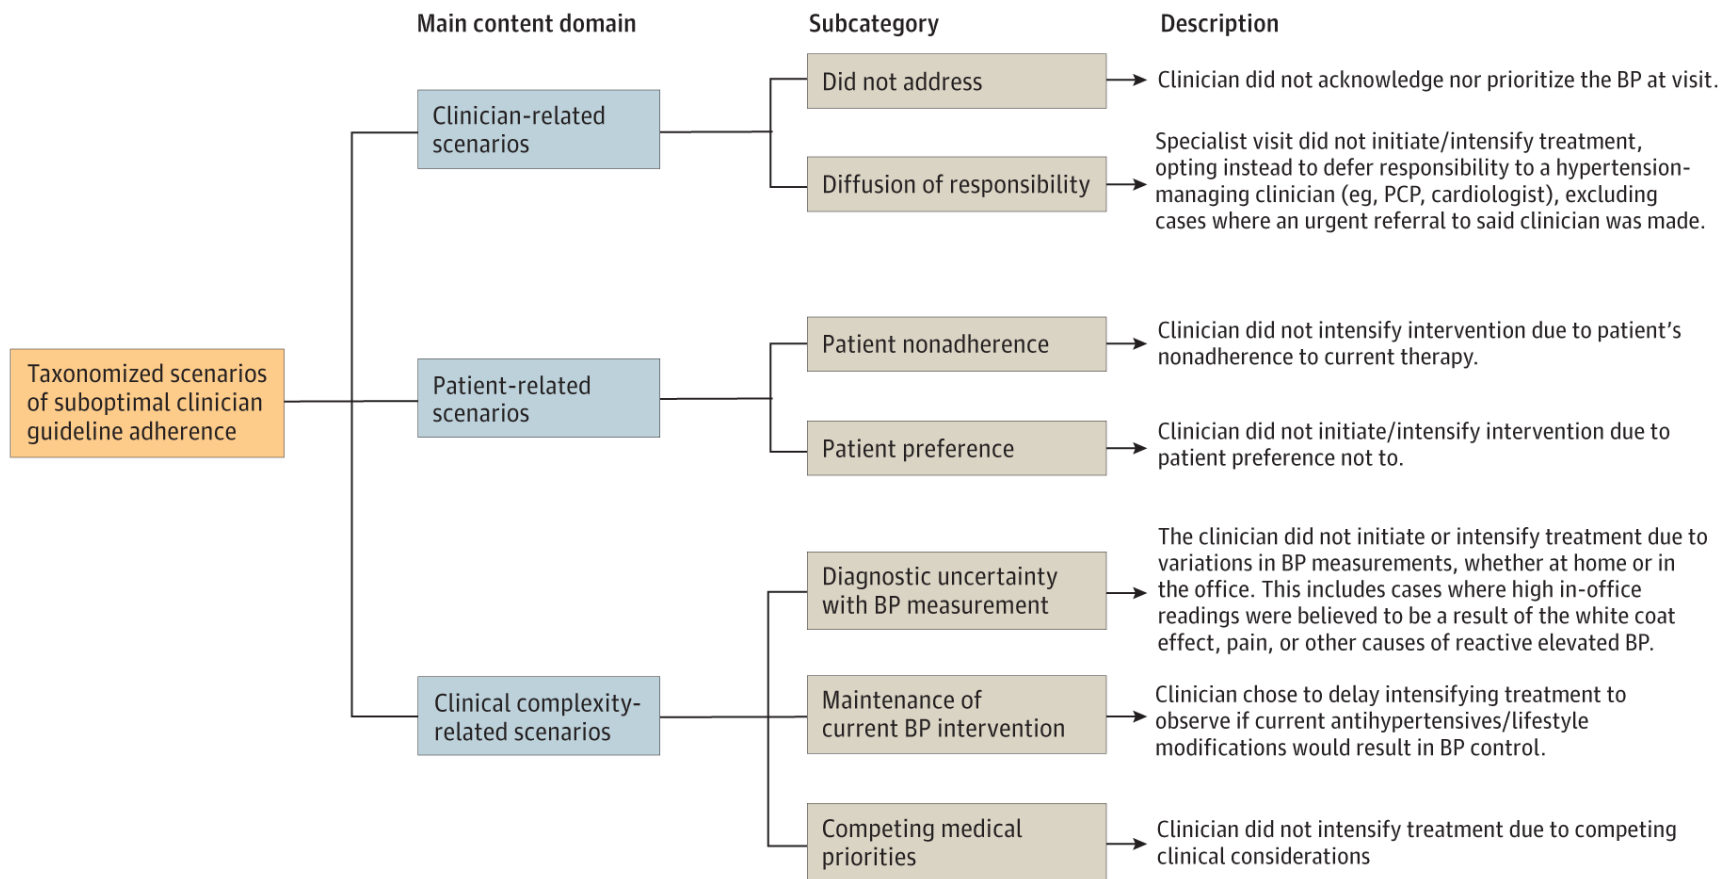 Main content domain
Subcategory
Description
Taxonomized scenarios
of suboptimal clinician
guideline adherence
Clinician-related
scenarios
Did not address
Clinician did not acknowledge nor prioritize the BP at visit.
Diffusion of responsibility
Specialist visit did not initiate/intensify treatment,
opting instead to defer responsibility to a hypertension-
managing clinician (eg, PCP, cardiologist), excluding
cases where an urgent referral to said clinician was made.
Patient-related
scenarios
Patient nonadherence
Clinician did not intensify intervention due to patient’s
nonadherence to current therapy.
Patient preference
Clinician did not initiate/intensify intervention due to
patient preference not to.
Clinical complexity-
related scenarios
Diagnostic uncertainty
with BP measurement
The clinician did not initiate or intensify treatment due to
variations in BP measurements, whether at home or in
the office. This includes cases where high in-office
readings were believed to be a result of the white coat
effect, pain, or other causes of reactive elevated BP.
Maintenance of
current BP intervention
Clinician chose to delay intensifying treatment to
observe if current antihypertensives/lifestyle
modifications would result in BP control.
Competing medical
priorities
Clinician did not intensify treatment due to competing
clinical considerations